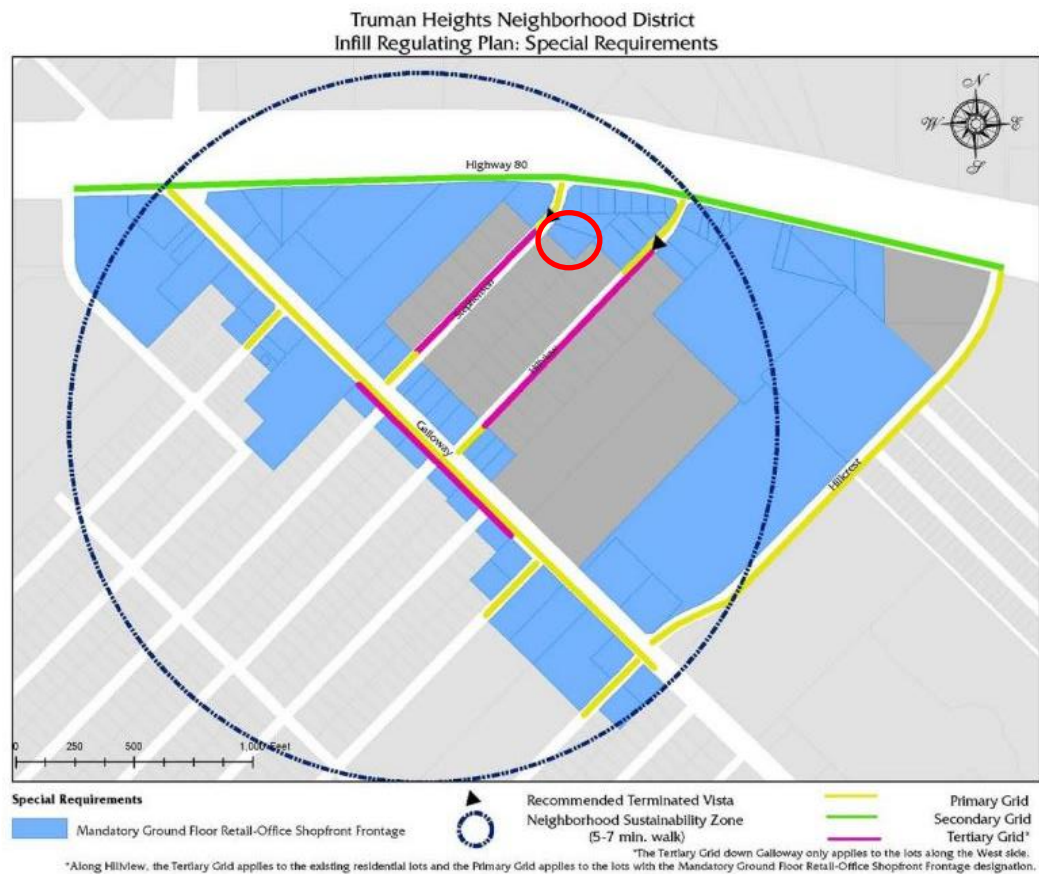 Truman Heights Neighborhood District
Infill Regulating Plan: Special Requirements
N
W E
S
Highway 80
Stephenson
Hillview
Galloway
Hillcrest
0 250 500 1,000 Feet
Special Requirements
Mandatory Ground Floor Retail-Office Shopfront Frontage
Recommended Terminated Vista
Neighborhood Sustainability Zone
(5-7 min. walk)
Primary Grid
Secondary Grid
Tertiary Grid*
*The Tertiary Grid down Galloway only applies to the lots along the West side.
*Along Hillview, the Tertiary Grid applies to the existing residential lots and the Primary Grid applies to the lots with the Mandatory Ground Floor Retail-Office Shopfront Frontage designation.